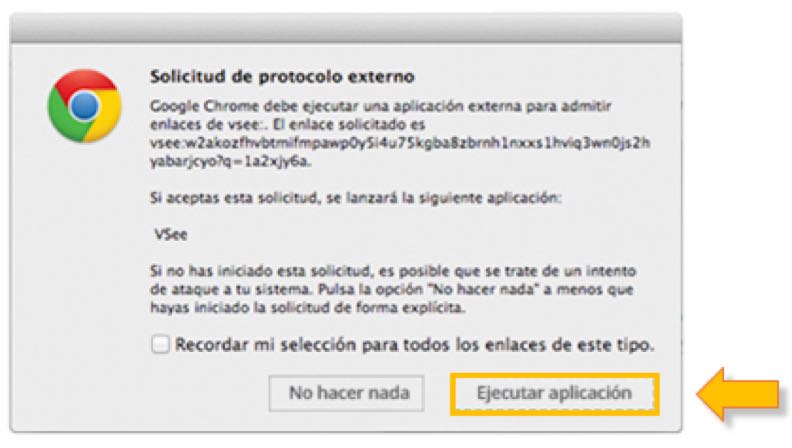 Solicitud de protocolo externo
Google Chrome debe ejecutar una aplicación externa para admitir
enlaces de vsee:. El enlace solicitado es
vsee:w2akozfhvbtmifmpawp0y5i4u75kgba8zbrnh1nxxs1hviq3wn0js2h
yabarjcyo?q=1a2xjy6a.
Si aceptas esta solicitud, se lanzará la siguiente aplicación:
VSee
Si no has iniciado esta solicitud, es posible que se trate de un intento
de ataque a tu sistema. Pulsa la opción "No hacer nada" a menos que
hayas iniciado la solicitud de forma explícita.
Recordar mi selección para todos los enlaces de este tipo.
No hacer nada
Ejecutar aplicación